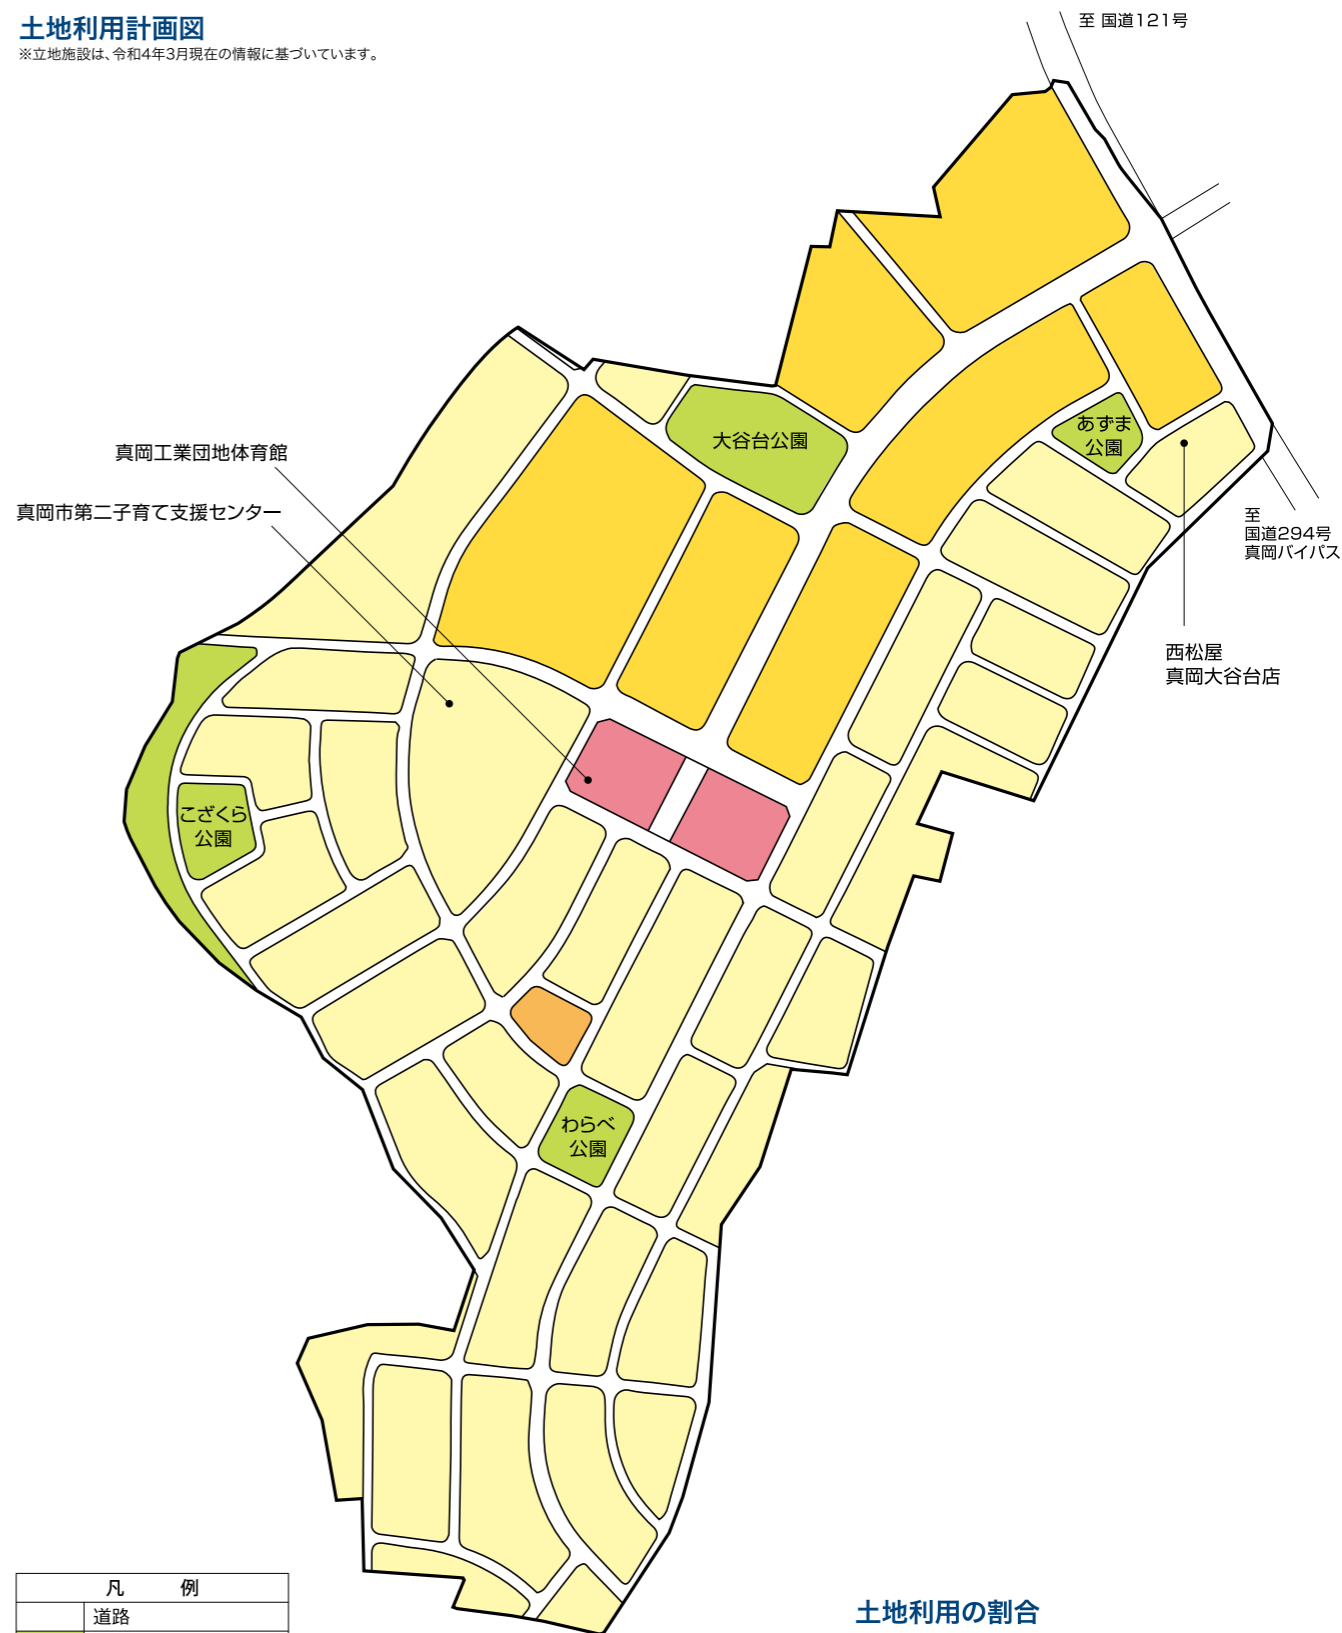 土地利用計画図
※立地施設は、令和4年3月現在の情報に基づいています。
至 国道121号
真岡工業団地体育館
真岡市第二子育て支援センター
大谷台公園
あずま
公園
至
国道294号
真岡バイパス
西松屋
真岡大谷台店
こざくら
公園
わらべ
公園
凡 例
道路
土地利用の割合